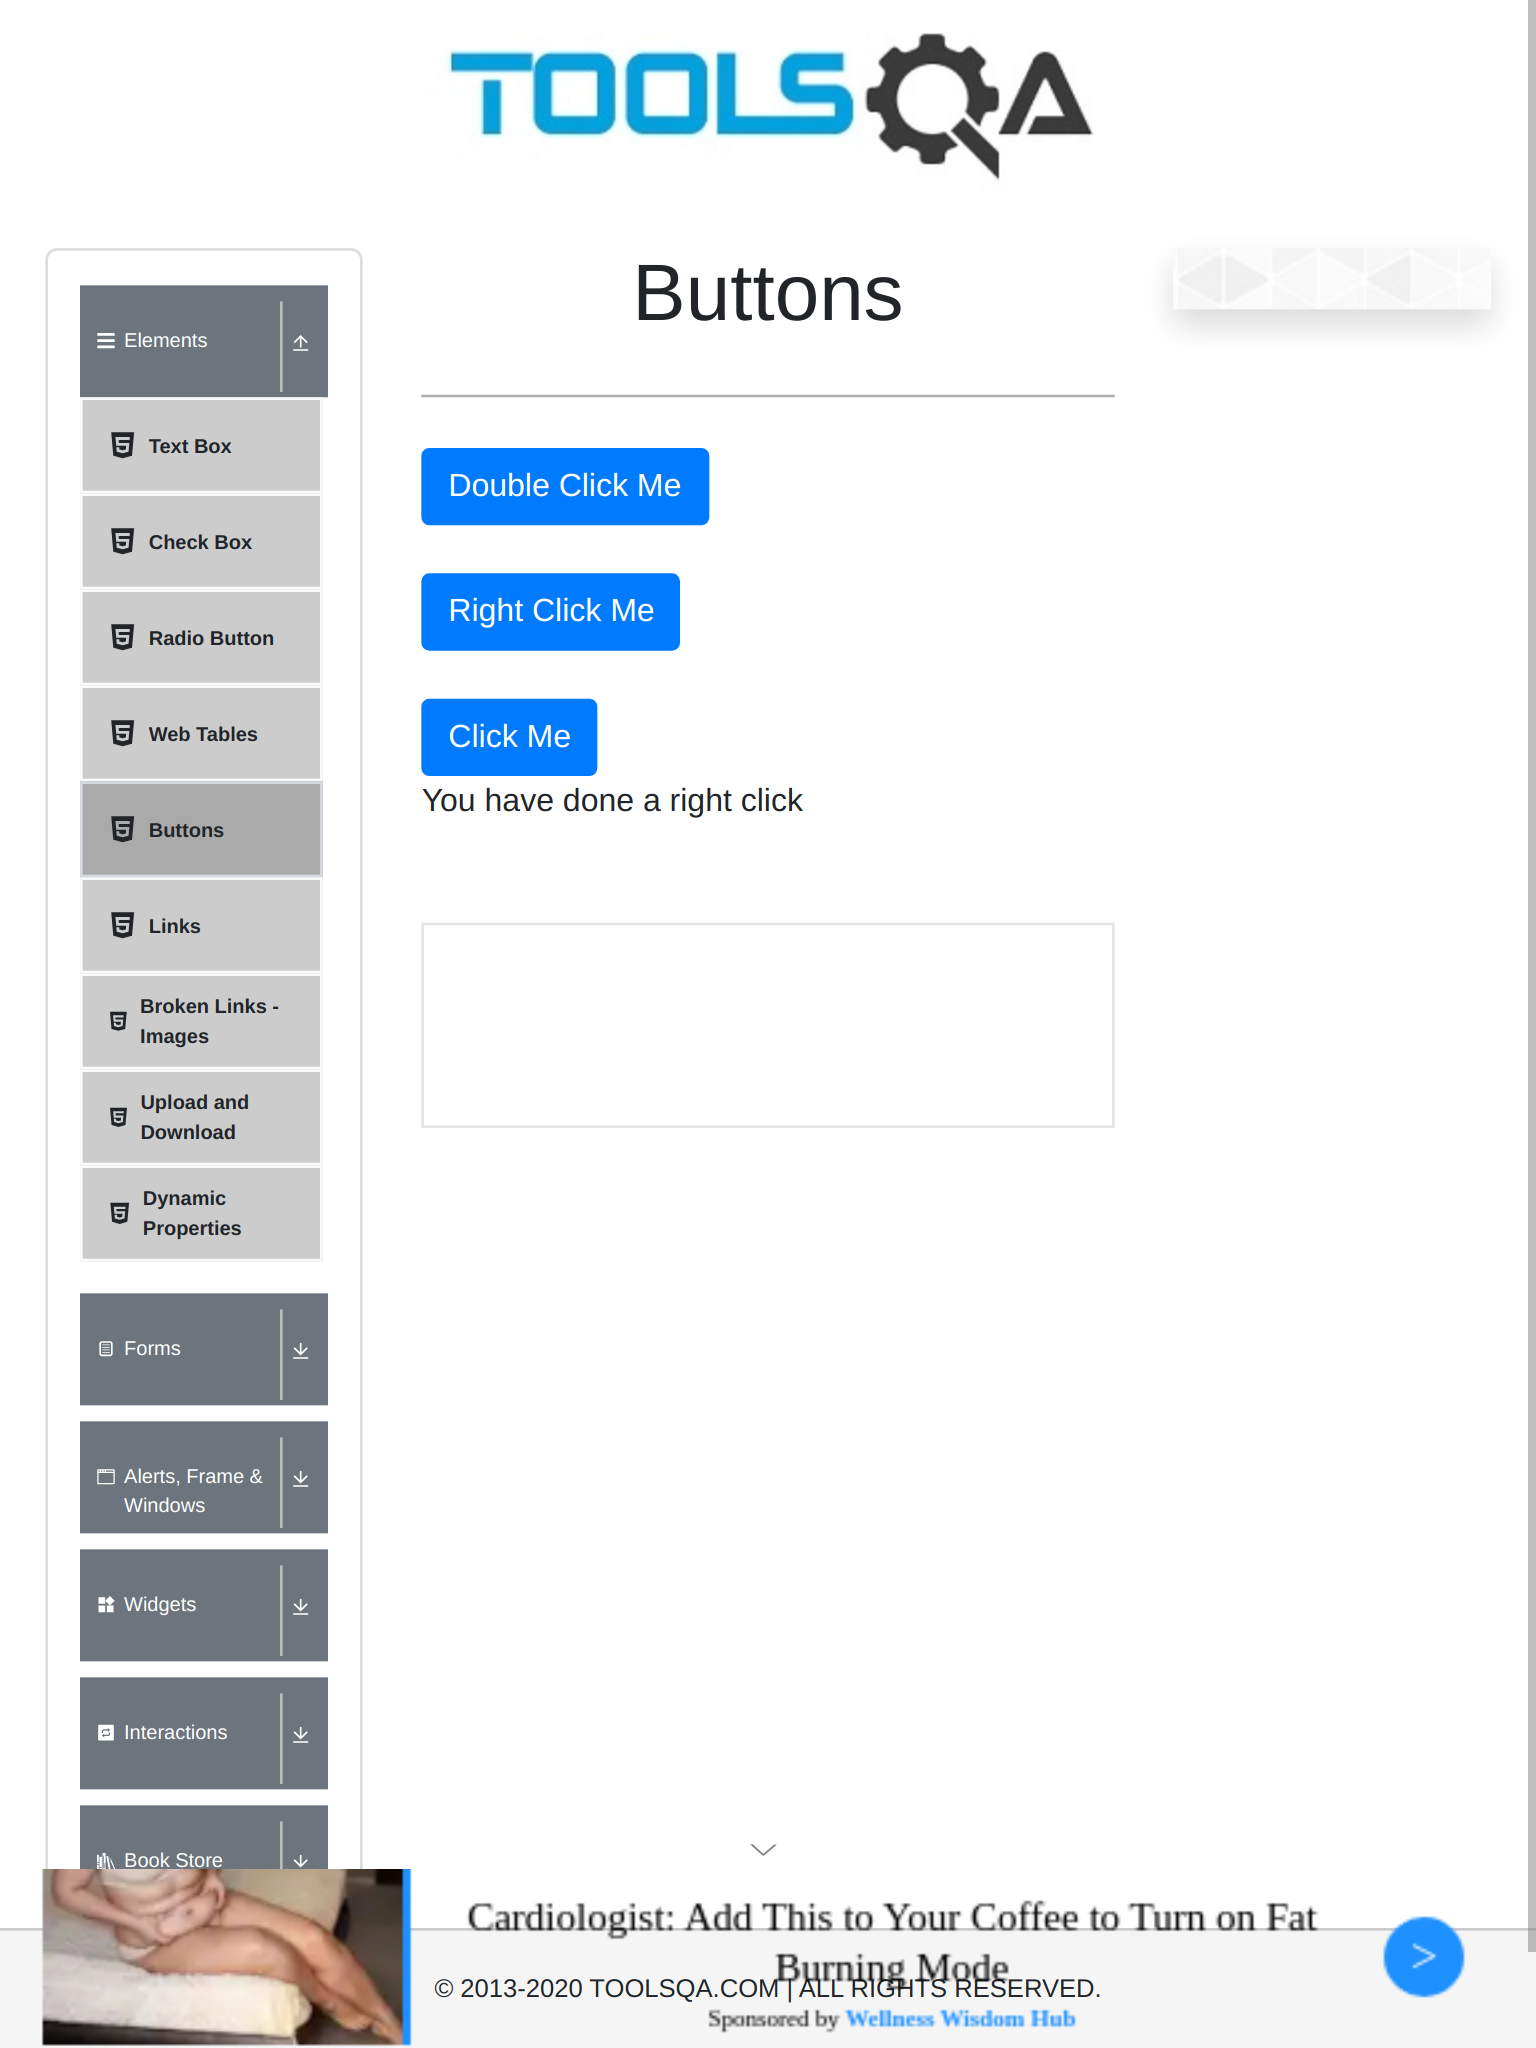 TOOLSQA
Buttons
Elements
Text Box
Check Box
Radio Button
Web Tables
Buttons
Links
Broken Links -
Images
Upload and
Download
Dynamic
Properties
Forms
Alerts, Frame &
Windows
Widgets
Interactions
Book Store
Double Click Me
Right Click Me
Click Me
You have done a right click
Cardiologist: Add This to Your Coffee to Turn on Fat
Burning Mode
© 2013-2020 TOOLSQA.COM | ALL RIGHTS RESERVED.
Sponsored by Wellness Wisdom Hub